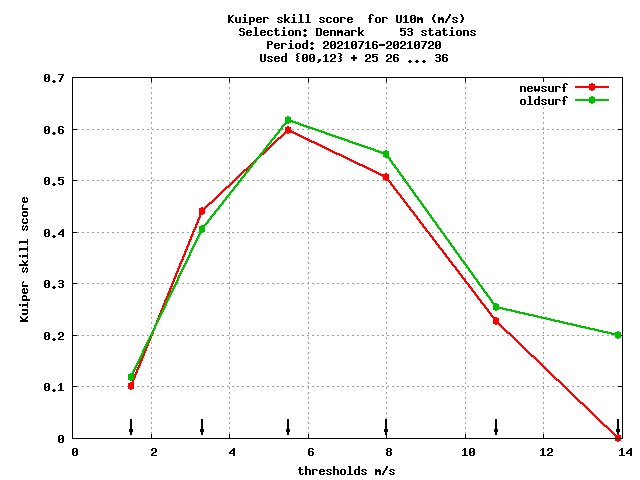 Kuiper skill score  for U10m (m/s)
Selection: Denmark     53 stations
Period: 20210716-20210720
Used {00,12} + 25 26 ... 36
newsurf
oldsurf
0.7
0.6
0.5
0.4
0.3
0.2
0.1
0
Kuiper skill score
0 2 4 6 8 10 12 14
thresholds m/s